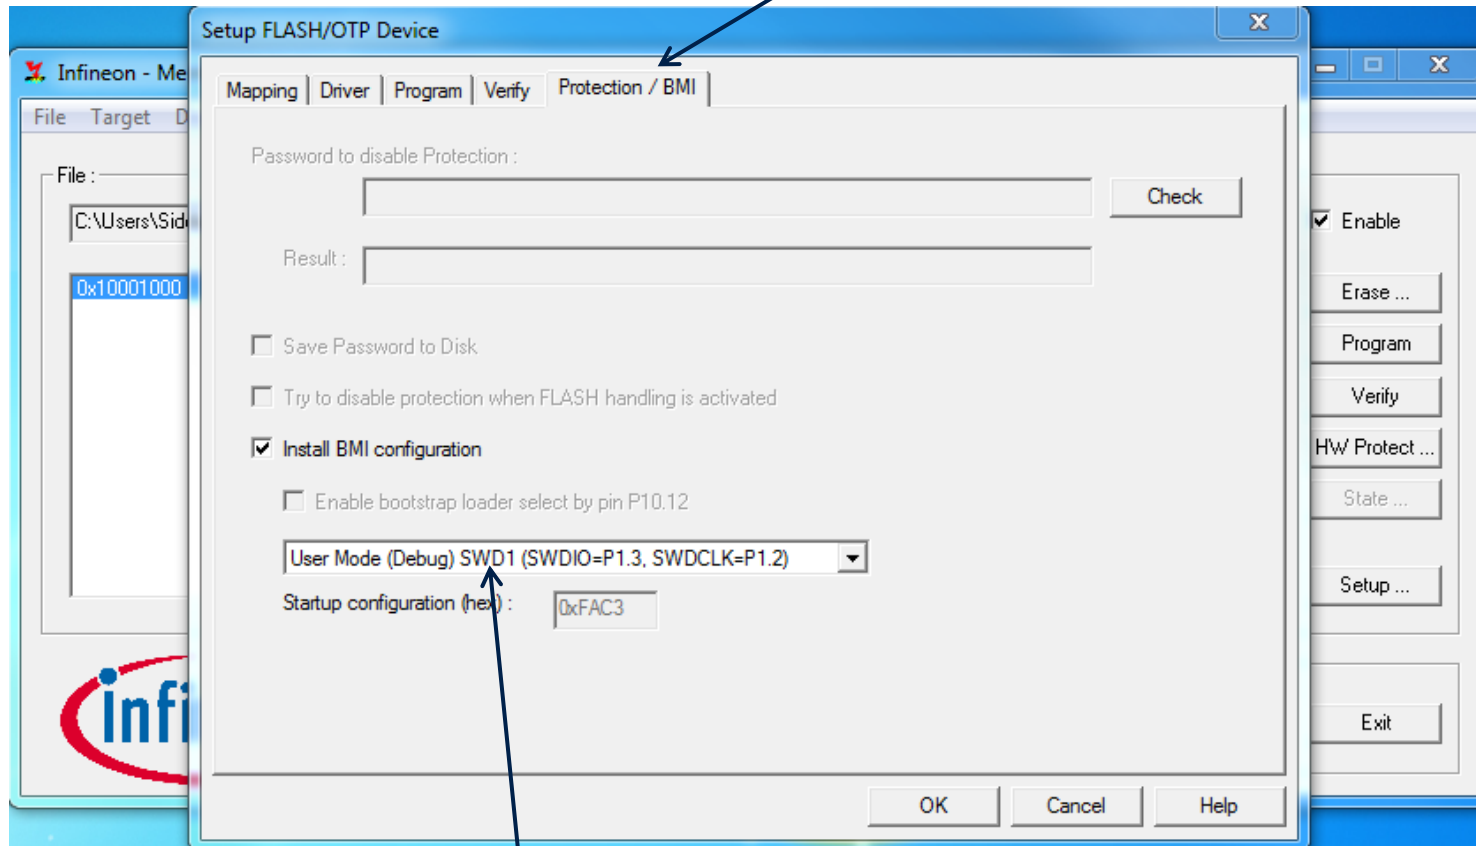 Setup FLASH/OTP Device
Infineon - Me
File Target D
File :
C:\Users\Sid
0x10001000
Mapping Driver Program Verify Protection / BMI
Password to disable Protection :
Check
Result :
Save Password to Disk
Try to disable protection when FLASH handling is activated
Install BMI configuration
Enable bootstrap loader select by pin P10.12
User Mode (Debug) SWD1 (SWDIO=P1.3, SWDCLK=P1.2)
Startup configuration (hex) : 0xFAC3
OK Cancel Help
Enable
Erase ...
Program
Verify
HW Protect ...
State ...
Setup ...
Exit
infi